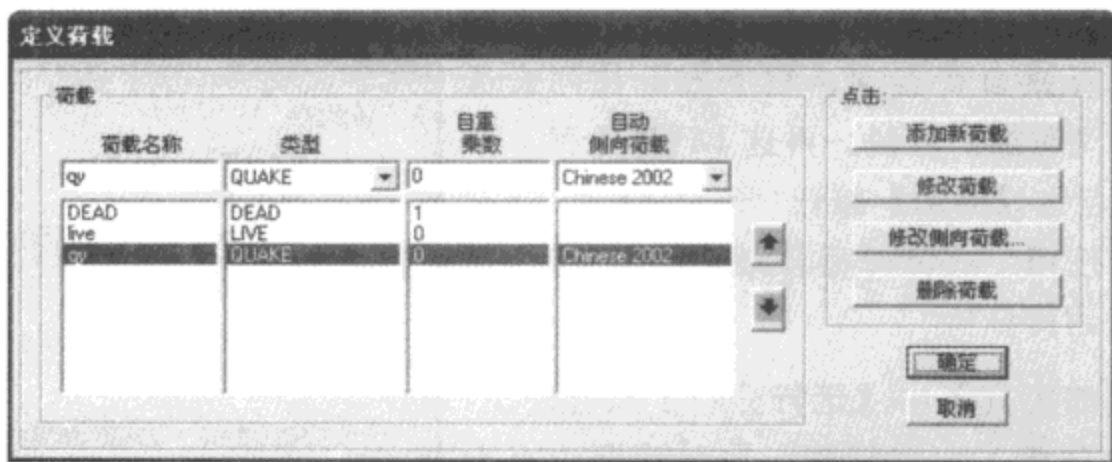 定义荷载
荷载
荷载名称 类型 自重乘数 自动侧向荷载
qy QUAKE 0 Chinese 2002
DEAD DEAD 1
live LIVE 0
qy QUAKE 0 Chinese 2002
点击:
添加新荷载
修改荷载
修改侧向荷载...
删除荷载
确定
取消